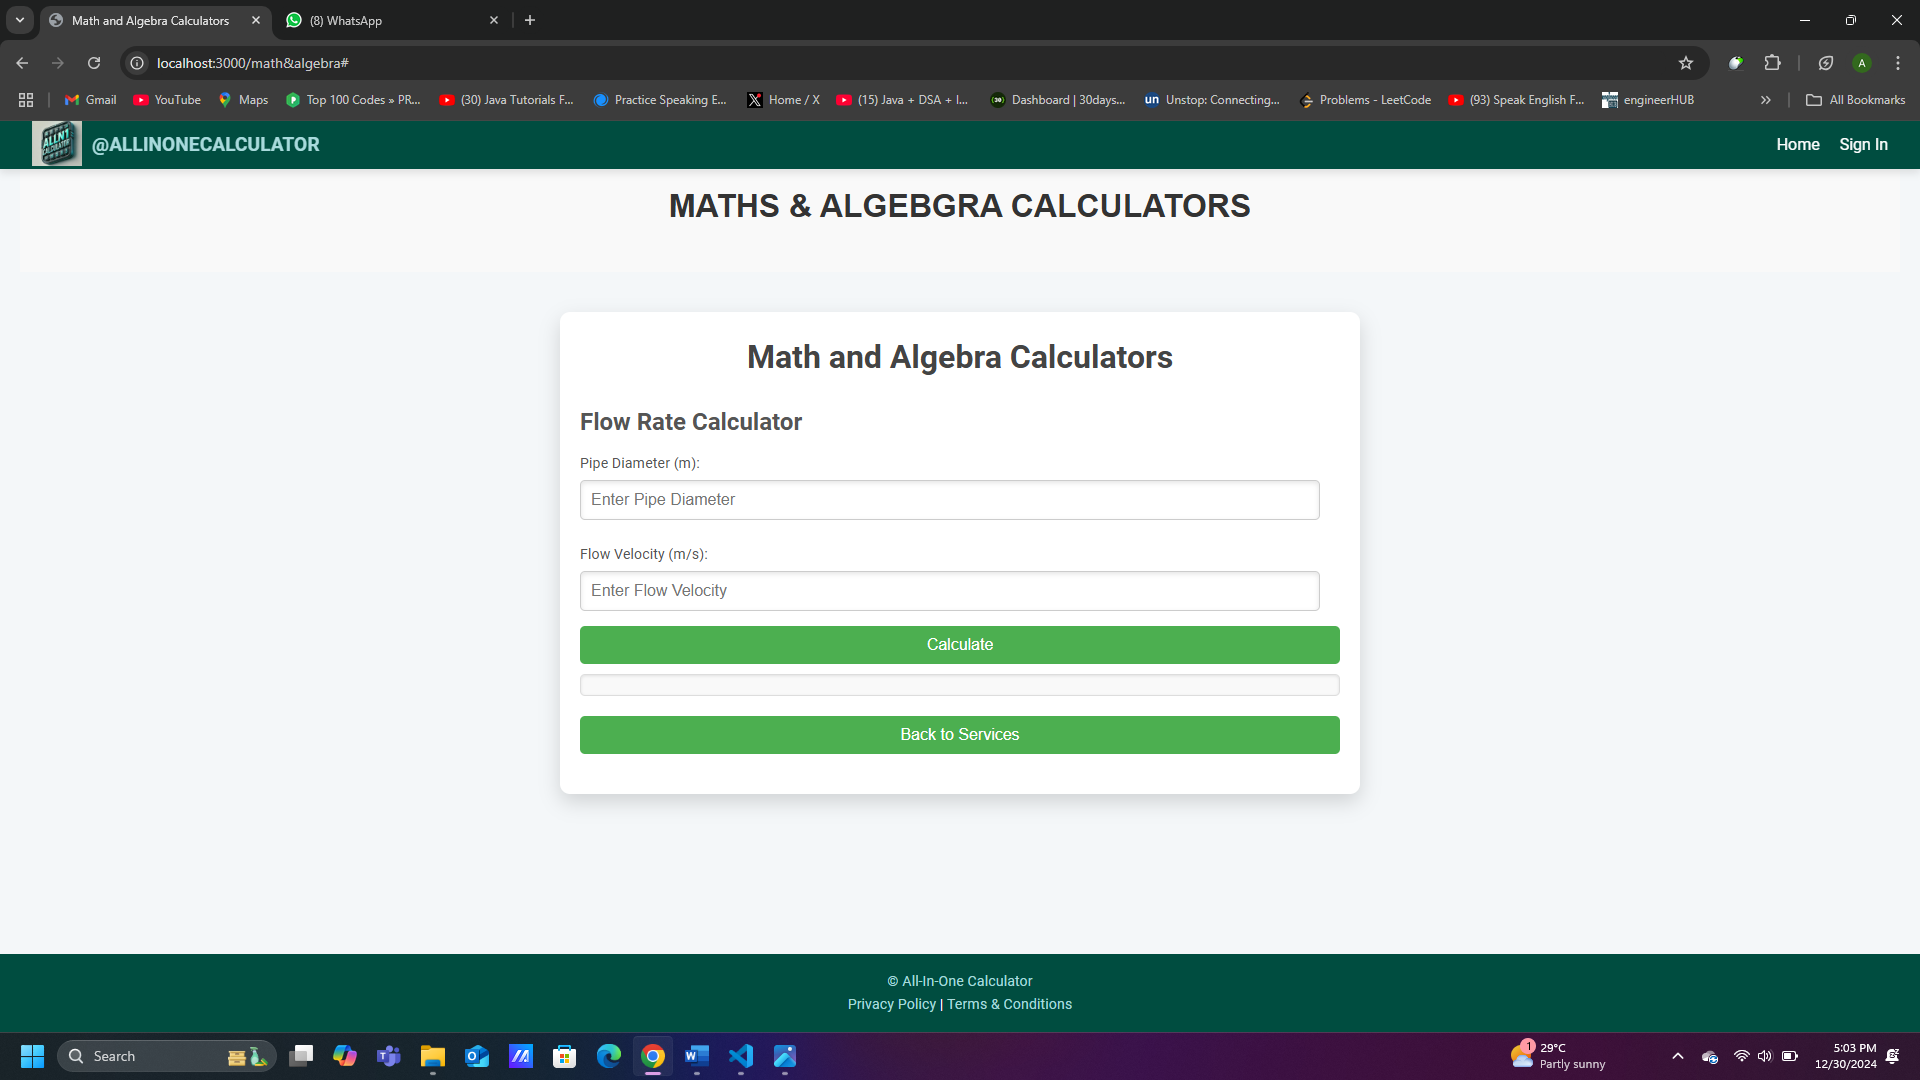 Math and Algebra Calculators
(8) WhatsApp
localhost:3000/math&algebra#
A
Gmail
YouTube
Maps
Top 100 Codes » PR...
(30) Java Tutorials F...
Practice Speaking E...
Home / X
(15) Java + DSA + I...
Dashboard | 30days...
un
Unstop: Connecting...
Problems - LeetCode
(93) Speak English F...
engineerHUB
All Bookmarks
ALLN1
CALCULATOR
@ALLINONECALCULATOR
Home
Sign In
MATHS & ALGEBGRA CALCULATORS
Math and Algebra Calculators
Flow Rate Calculator
Pipe Diameter (m):
Enter Pipe Diameter
Flow Velocity (m/s):
Enter Flow Velocity
Calculate
Back to Services
© All-In-One Calculator
Privacy Policy | Terms & Conditions
Search
1
29°C
Partly sunny
5:03 PM
12/30/2024